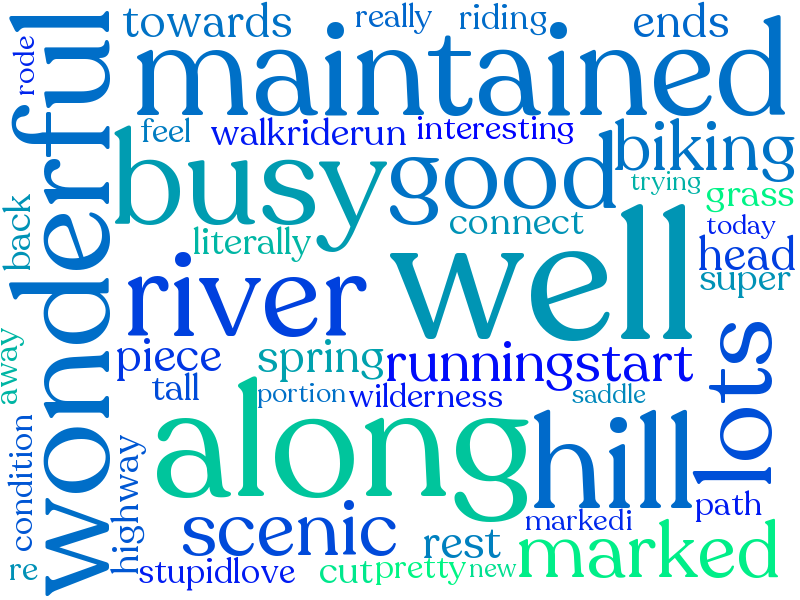 towards
really
riding
ends
rode
wonderful
maintained
feel
walkriderun
interesting
biking
busy
good
trying
grass
back
connect
today
literally
head
well
super
river
away
piece
spring
runningstart
lots
tall
portion
wilderness
saddle
along
hill
condition
highway
path
scenic
markedi
rest
marked
re
stupidlove
cut
pretty
new